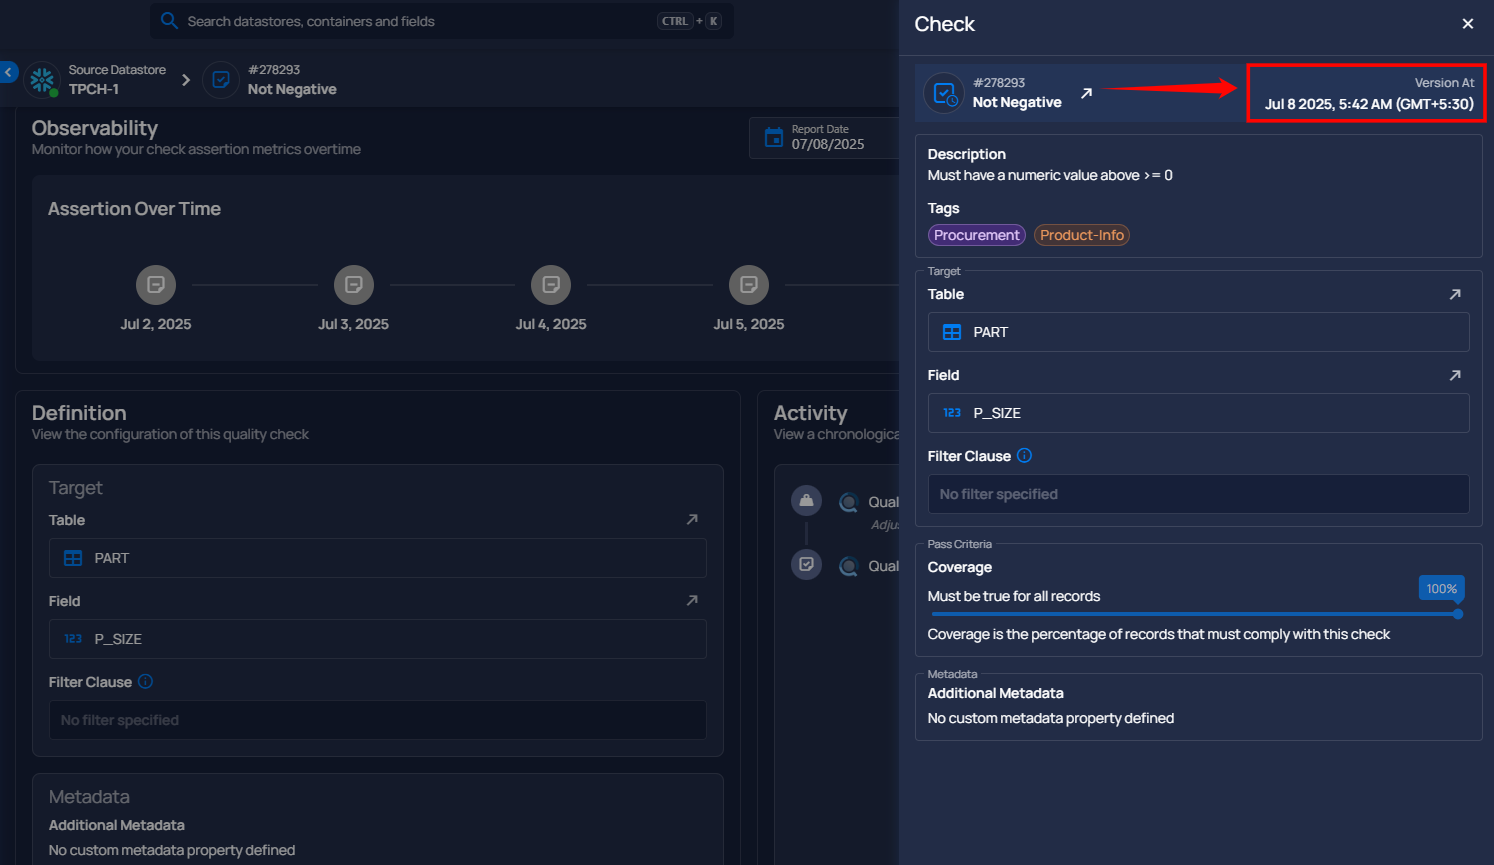 Search datastores, containers and fields
CTRL + K
Source Datastore
TPCH-1
#278293
Not Negative
Observability
Monitor how your check assertion metrics overtime
Report Date
07/08/2025
Assertion Over Time
Jul 2, 2025
Jul 3, 2025
Jul 4, 2025
Jul 5, 2025
Definition
View the configuration of this quality check
Target
Table
PART
Field
123 P_SIZE
Filter Clause
No filter specified
Metadata
Additional Metadata
No custom metadata property defined
Activity
View a chronologica
Qual
Adjus
Qual
Check
#278293
Not Negative
Version At
Jul 8 2025, 5:42 AM (GMT+5:30)
Description
Must have a numeric value above >= 0
Tags
Procurement Product-Info
Target
Table
PART
Field
123 P_SIZE
Filter Clause
No filter specified
Pass Criteria
Coverage
100%
Must be true for all records
Coverage is the percentage of records that must comply with this check
Metadata
Additional Metadata
No custom metadata property defined